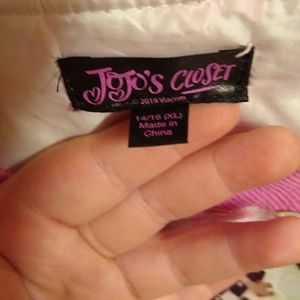 JoJo's CLOSET
© 2019 Viacom
14/16 (XL)
Made in
China